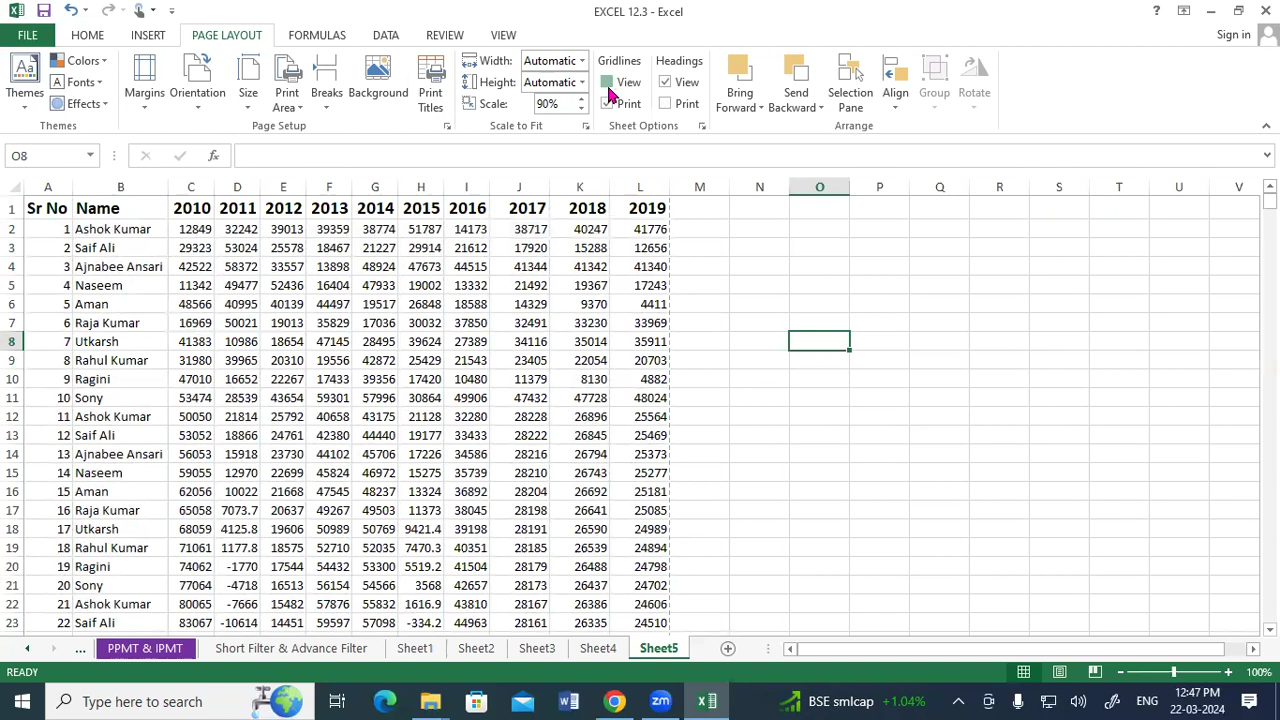 EXCEL 12.3 - Excel
?
FILE HOME INSERT PAGE LAYOUT FORMULAS DATA REVIEW VIEW Sign in
Aa Themes Colors Fonts Effects Themes
Margins Orientation Size Print Area Breaks Background Print Titles Page Setup
Width: Automatic
Height: Automatic
Scale: 90%
Scale to Fit
Gridlines Headings
View View
Print Print
Sheet Options
Bring Forward Send Backward Selection Pane Align Group Rotate Arrange
O8 fx
A B C D E F G H I J K L M N O P Q R S T U V
1 Sr No Name 2010 2011 2012 2013 2014 2015 2016 2017 2018 2019
2 1 Ashok Kumar 12849 32242 39013 39359 38774 51787 14173 38717 40247 41776
3 2 Saif Ali 29323 53024 25578 18467 21227 29914 21612 17920 15288 12656
4 3 Ajnabee Ansari 42522 58372 33557 13898 48924 47673 44515 41344 41342 41340
5 4 Naseem 11342 49477 52436 16404 47933 19002 13332 21492 19367 17243
6 5 Aman 48566 40995 40139 44497 19517 26848 18588 14329 9370 4411
7 6 Raja Kumar 16969 50021 19013 35829 17036 30032 37850 32491 33230 33969
8 7 Utkarsh 41383 10986 18654 47145 28495 39624 27389 34116 35014 35911
9 8 Rahul Kumar 31980 39965 20310 19556 42872 25429 21543 23405 22054 20703
10 9 Ragini 47010 16652 22267 17433 39356 17420 10480 11379 8130 4882
11 10 Sony 53474 28539 43654 59301 57996 30864 49906 47432 47728 48024
12 11 Ashok Kumar 50050 21814 25792 40658 43175 21128 32280 28228 26896 25564
13 12 Saif Ali 53052 18866 24761 42380 44440 19177 33433 28222 26845 25469
14 13 Ajnabee Ansari 56053 15918 23730 44102 45706 17226 34586 28216 26794 25373
15 14 Naseem 59055 12970 22699 45824 46972 15275 35739 28210 26743 25277
16 15 Aman 62056 10022 21668 47545 48237 13324 36892 28204 26692 25181
17 16 Raja Kumar 65058 7073.7 20637 49267 49503 11373 38045 28198 26641 25085
18 17 Utkarsh 68059 4125.8 19606 50989 50769 9421.4 39198 28191 26590 24989
19 18 Rahul Kumar 71061 1177.8 18575 52710 52035 7470.3 40351 28185 26539 24894
20 19 Ragini 74062 -1770 17544 54432 53300 5519.2 41504 28179 26488 24798
21 20 Sony 77064 -4718 16513 56154 54566 3568 42657 28173 26437 24702
22 21 Ashok Kumar 80065 -7666 15482 57876 55832 1616.9 43810 28167 26386 24606
23 22 Saif Ali 83067 -10614 14451 59597 57098 -334.2 44963 28161 26335 24510
... PPMT & IPMT Short Filter & Advance Filter Sheet1 Sheet2 Sheet3 Sheet4 Sheet5
READY 100%
Type here to search BSE smlcap +1.04% ENG 12:47 PM
22-03-2024